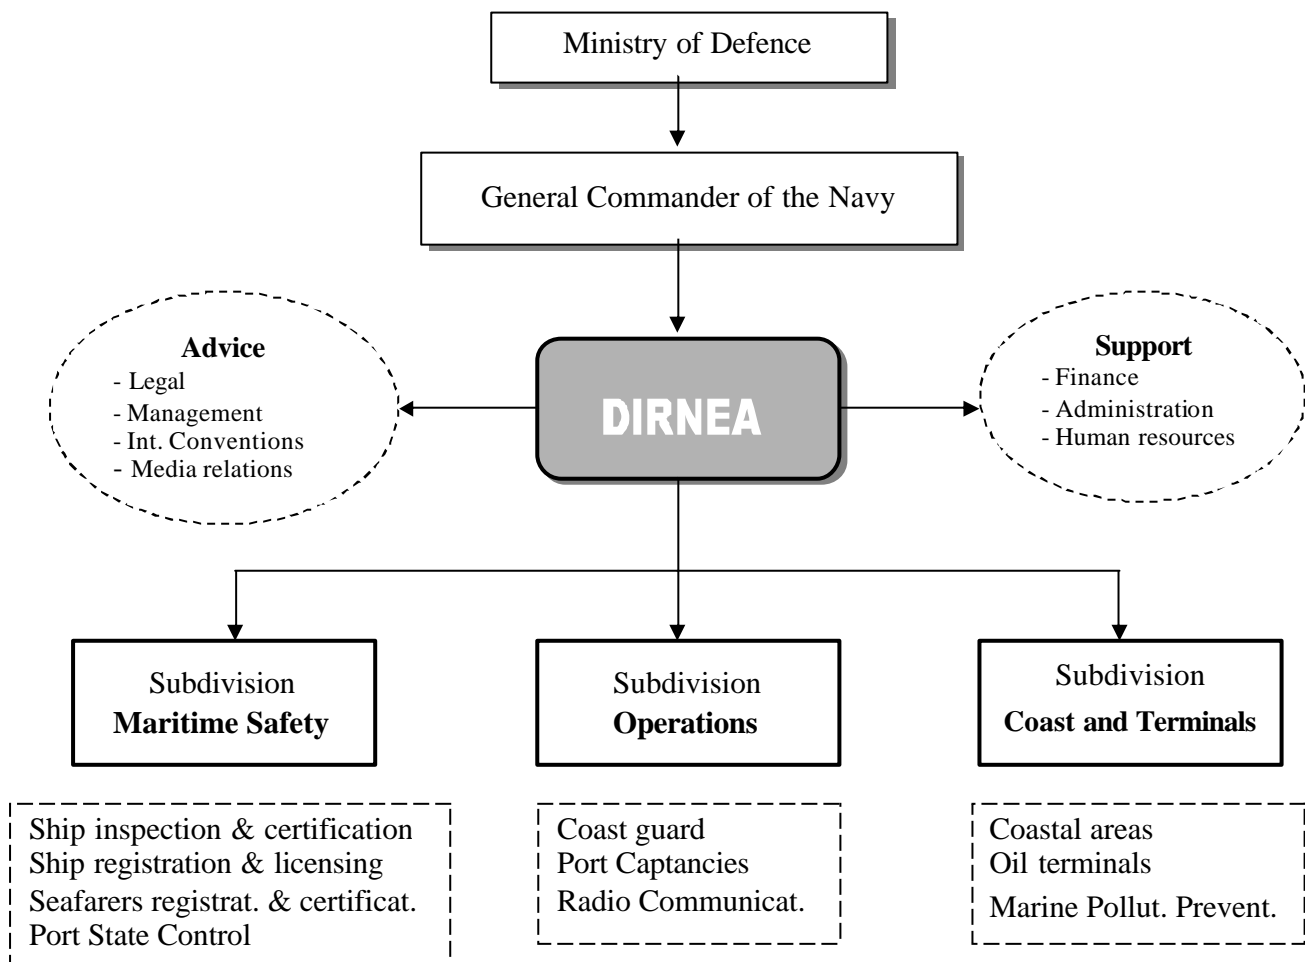 Ministry of Defence
General Commander of the Navy
Advice
- Legal
- Management
- Int. Conventions
- Media relations
DIRNEA
Support
- Finance
- Administration
- Human resources
Subdivision
Maritime Safety
Subdivision
Operations
Subdivision
Coast and Terminals
Ship inspection & certification
Ship registration & licensing
Seafarers registrat. & certificat.
Port State Control
Coast guard
Port Captancies
Radio Communicat.
Coastal areas
Oil terminals
Marine Pollut. Prevent.